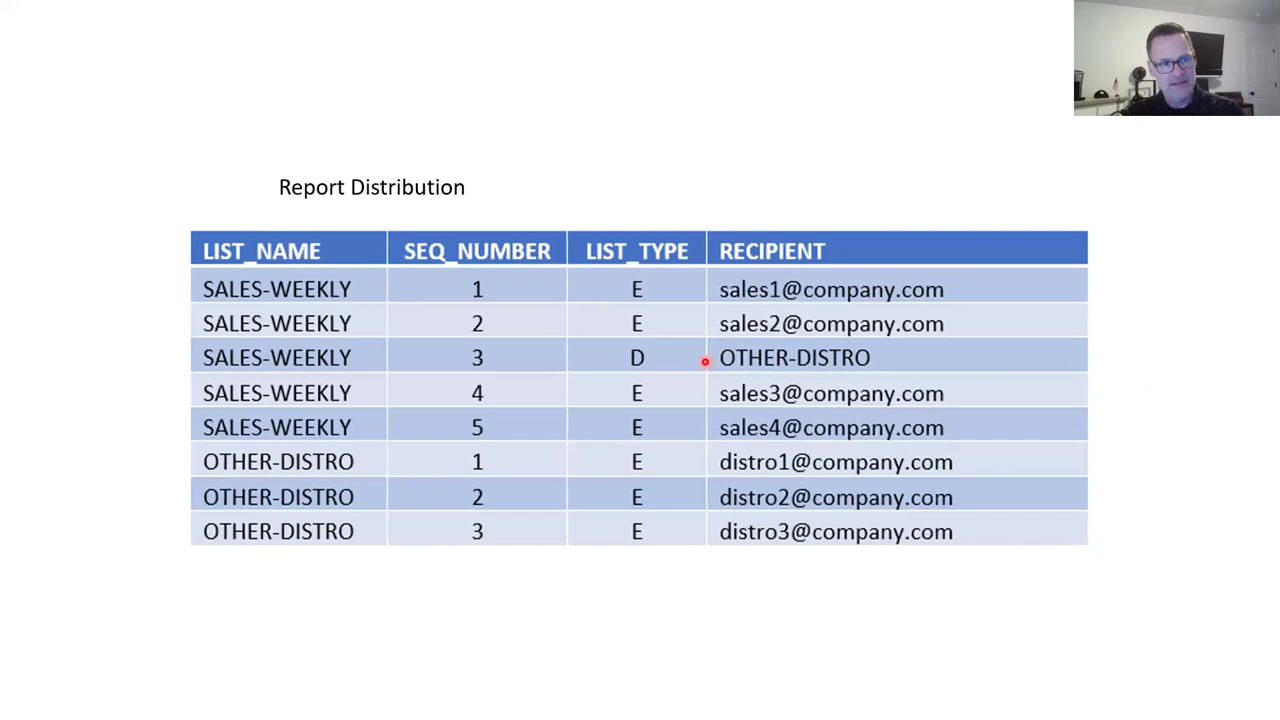 Report Distribution
LIST_NAME SEQ_NUMBER LIST_TYPE RECIPIENT
SALES-WEEKLY 1 E sales1@company.com
SALES-WEEKLY 2 E sales2@company.com
SALES-WEEKLY 3 D OTHER-DISTRO
SALES-WEEKLY 4 E sales3@company.com
SALES-WEEKLY 5 E sales4@company.com
OTHER-DISTRO 1 E distro1@company.com
OTHER-DISTRO 2 E distro2@company.com
OTHER-DISTRO 3 E distro3@company.com